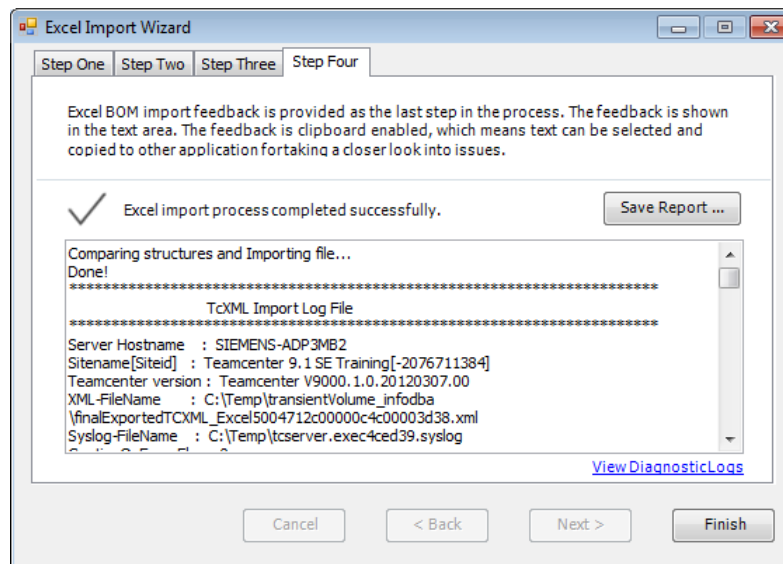 Excel Import Wizard
Step One
Step Two
Step Three
Step Four
Excel BOM import feedback is provided as the last step in the process. The feedback is shown
in the text area. The feedback is clipboard enabled, which means text can be selected and
copied to other application fortaking a closer look into issues.
Excel import process completed successfully.
Save Report ...
Comparing structures and Importing file...
Done!
**********************************************************************
TcXML Import Log File
**********************************************************************
Server Hostname : SIEMENS-ADP3MB2
Sitename[Siteid] : Teamcenter 9.1 SE Training[-2076711384]
Teamcenter version : Teamcenter V9000.1.0.20120307.00
XML-FileName : C:\Temp\transientVolume_infodba
\finalExportedTCXML_Excel5004712c00000c4c00003d38.xml
Syslog-FileName : C:\Temp\tcserver.exec4ced39.syslog
View DiagnosticLogs
Cancel
< Back
Next >
Finish